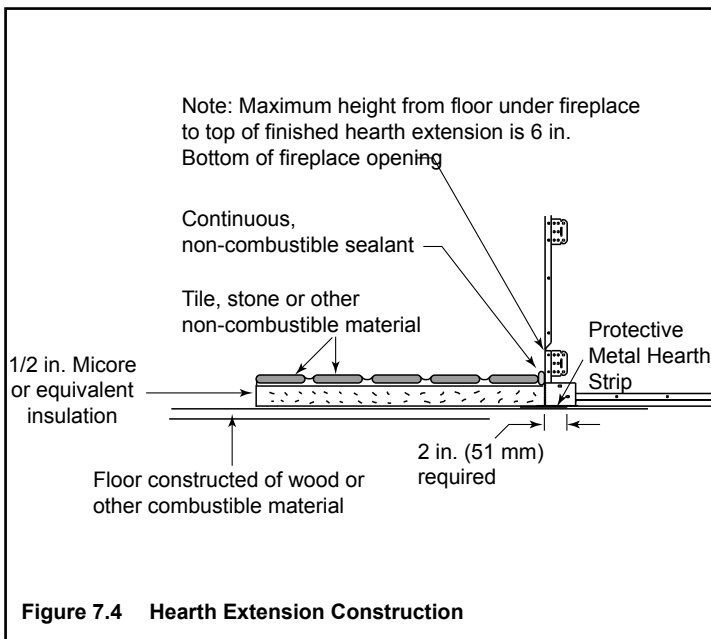 Note: Maximum height from floor under fireplace
to top of finished hearth extension is 6 in.
Bottom of fireplace opening
Continuous,
non-combustible sealant
Tile, stone or other
non-combustible material
Protective
Metal Hearth
Strip
1/2 in. Micore
or equivalent
insulation
2 in. (51 mm)
required
Floor constructed of wood or
other combustible material
Figure 7.4 Hearth Extension Construction